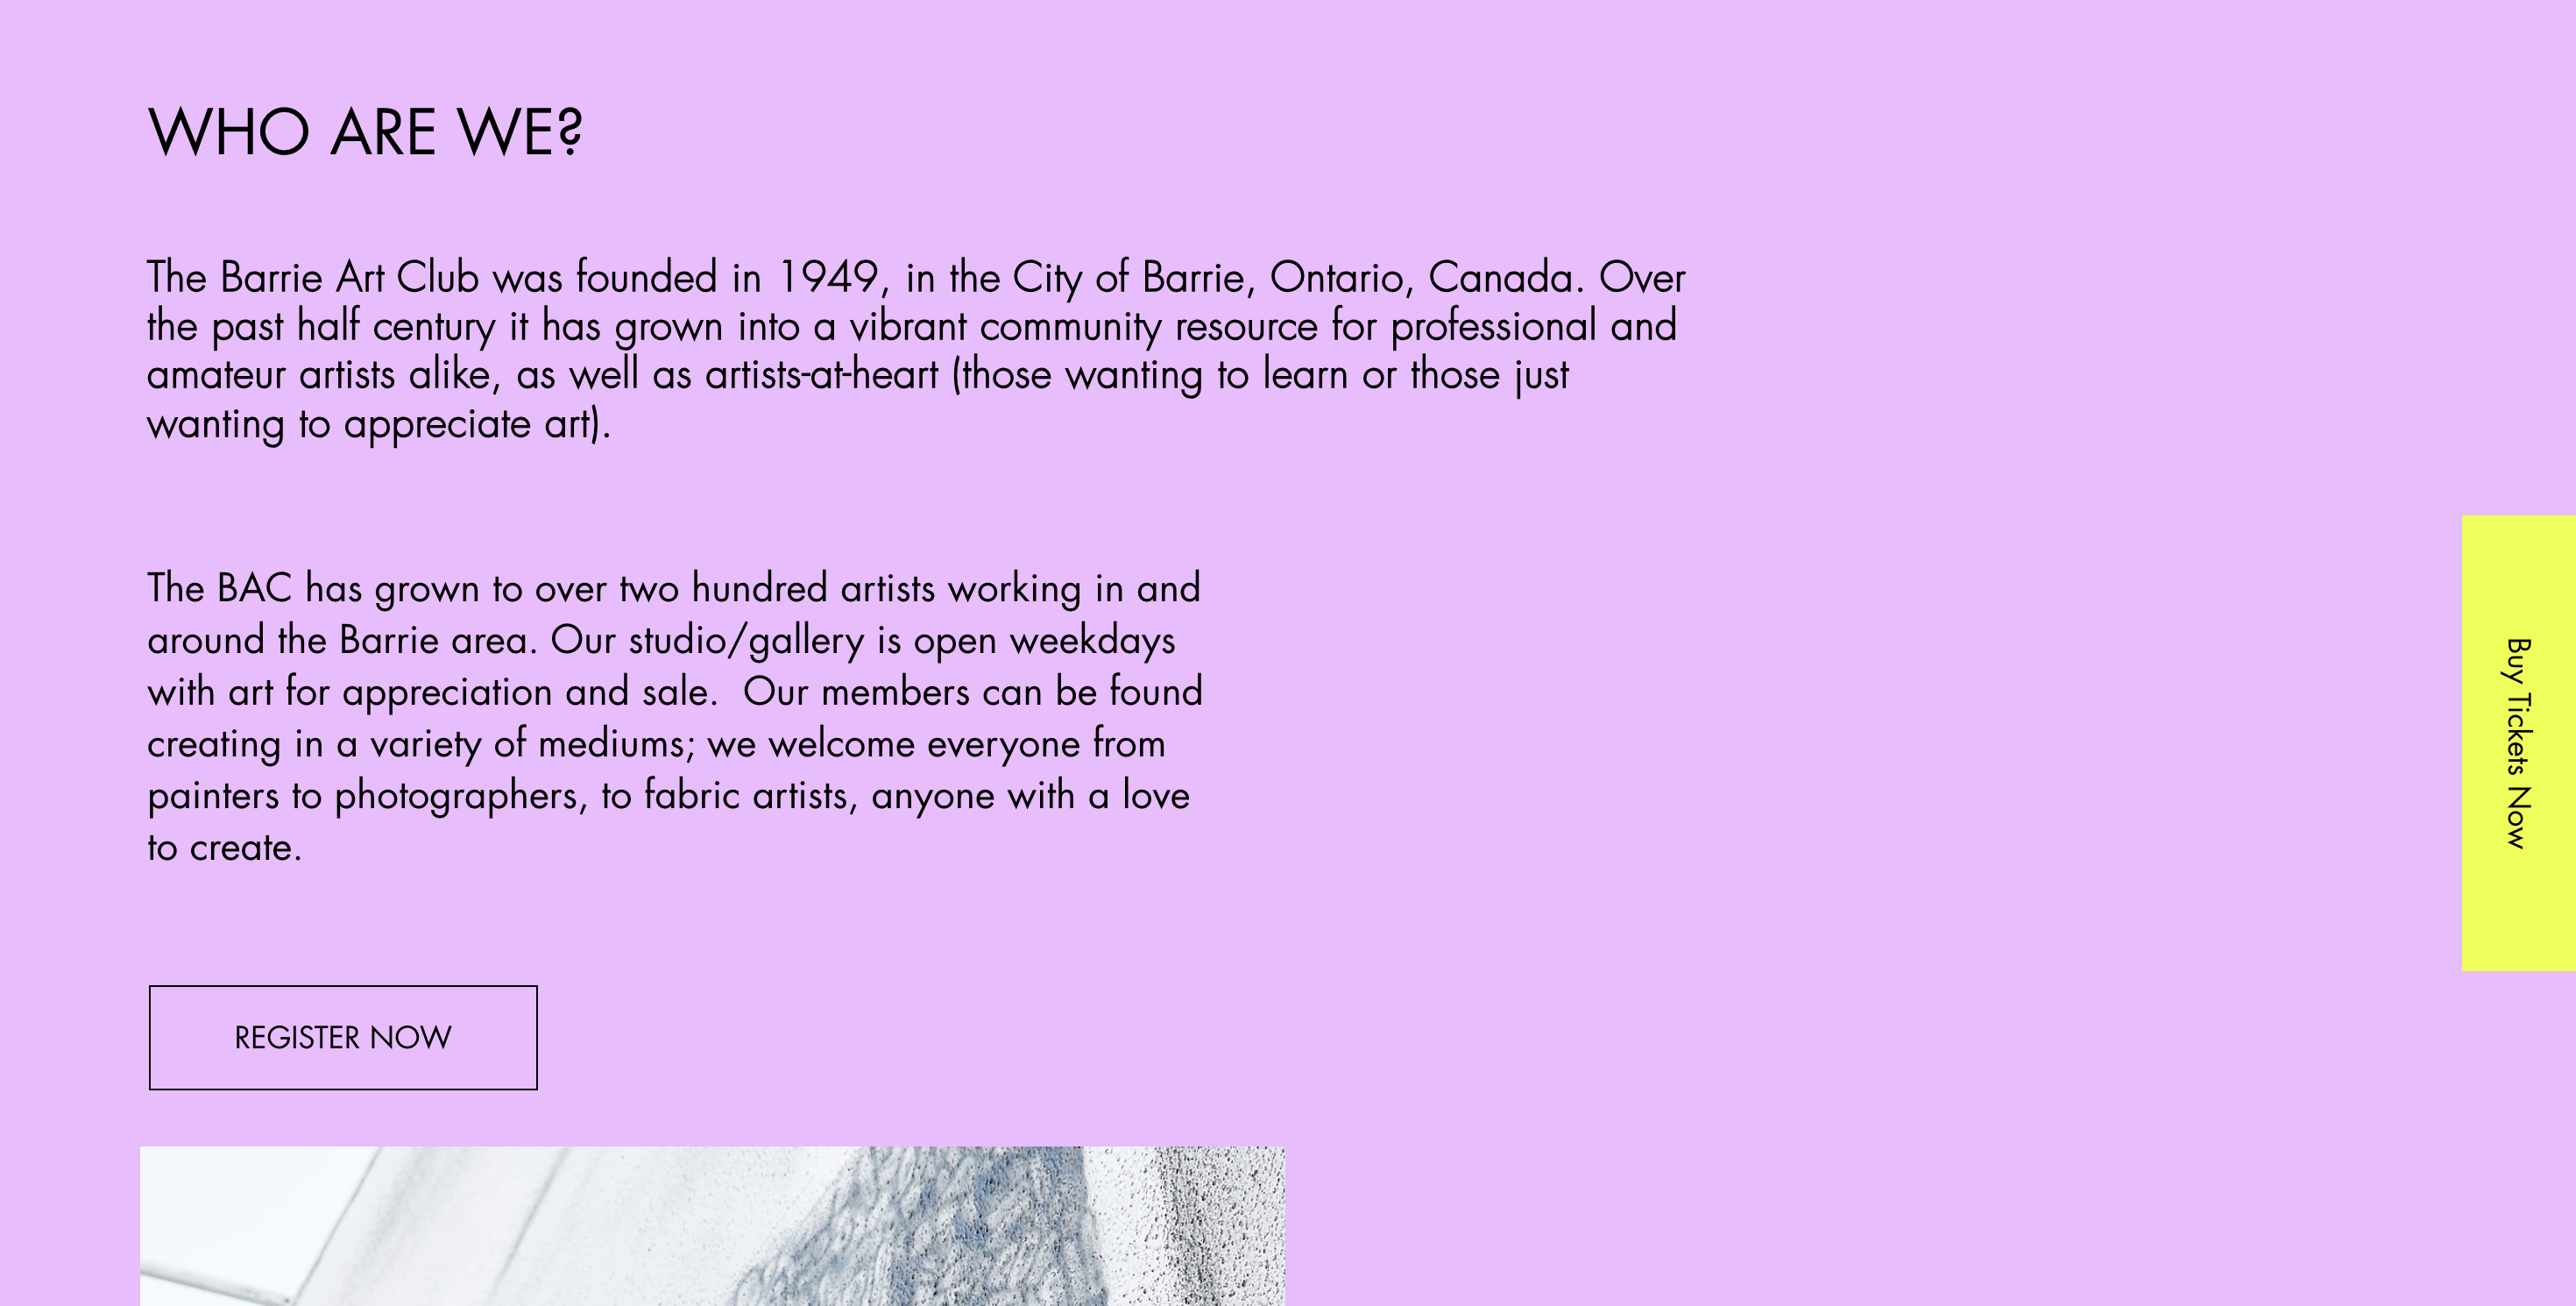 WHO ARE WE?
The Barrie Art Club was founded in 1949, in the City of Barrie, Ontario, Canada. Over
the past half century it has grown into a vibrant community resource for professional and
amateur artists alike, as well as artists-at-heart (those wanting to learn or those just
wanting to appreciate art).
The BAC has grown to over two hundred artists working in and
around the Barrie area. Our studio/gallery is open weekdays
with art for appreciation and sale.  Our members can be found
creating in a variety of mediums; we welcome everyone from
painters to photographers, to fabric artists, anyone with a love
to create.
Buy Tickets Now
REGISTER NOW